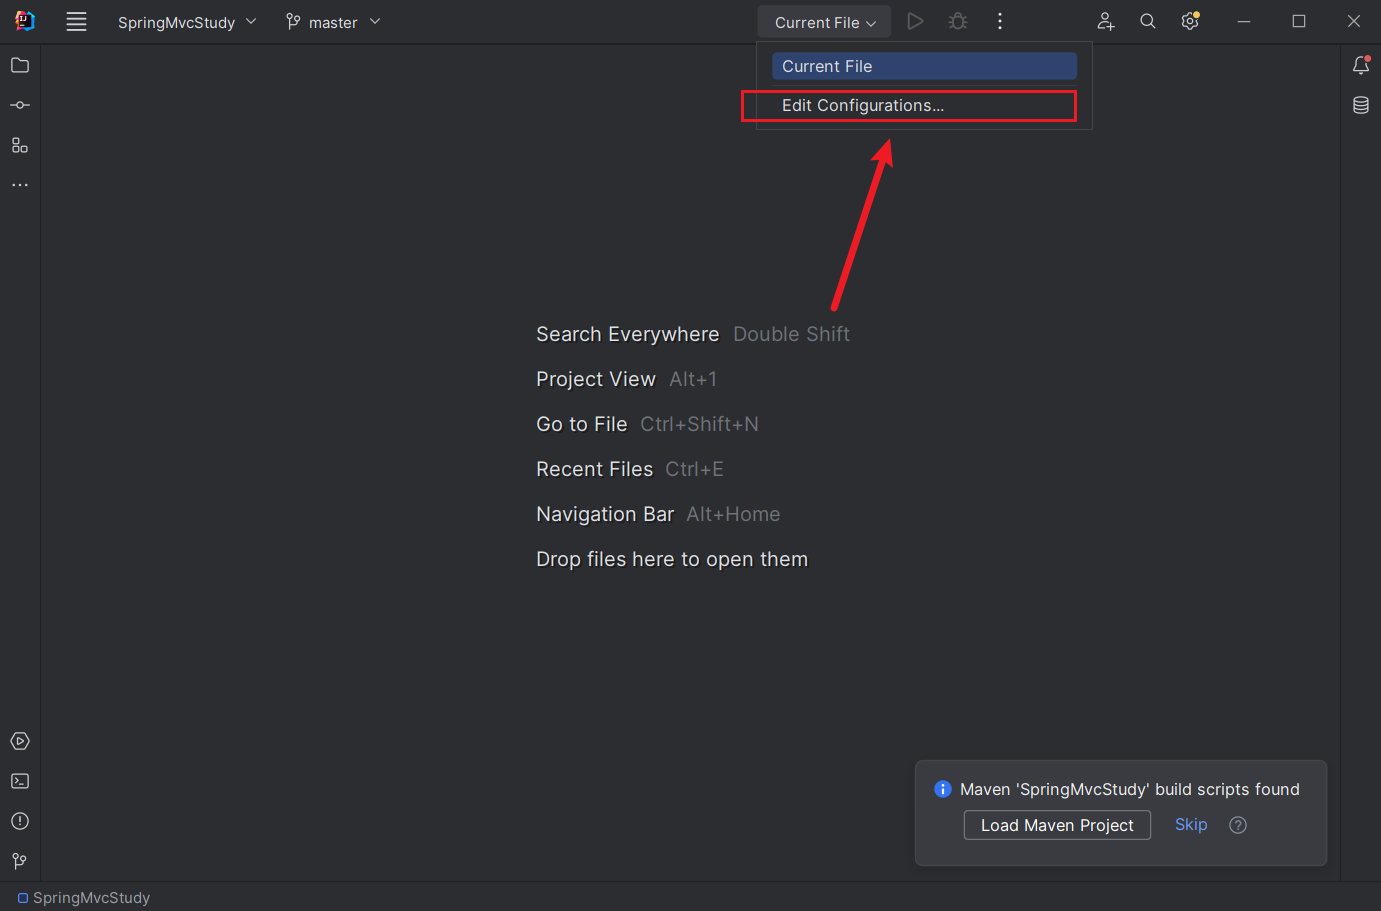 SpringMvcStudy
master
Current File
Current File
Edit Configurations...
Search Everywhere Double Shift
Project View Alt+1
Go to File Ctrl+Shift+N
Recent Files Ctrl+E
Navigation Bar Alt+Home
Drop files here to open them
Maven 'SpringMvcStudy' build scripts found
Load Maven Project Skip
SpringMvcStudy